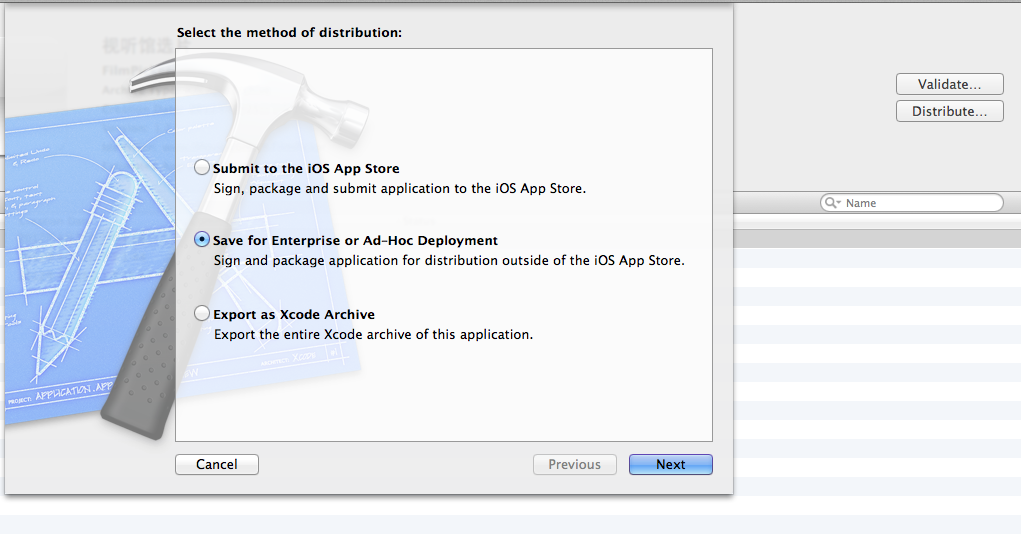 Select the method of distribution:
Validate...
Distribute...
Submit to the iOS App Store
Sign, package and submit application to the iOS App Store.
Name
Save for Enterprise or Ad-Hoc Deployment
Sign and package application for distribution outside of the iOS App Store.
Export as Xcode Archive
Export the entire Xcode archive of this application.
PROJECT: APPLICATION.APP
Cancel
Previous
Next